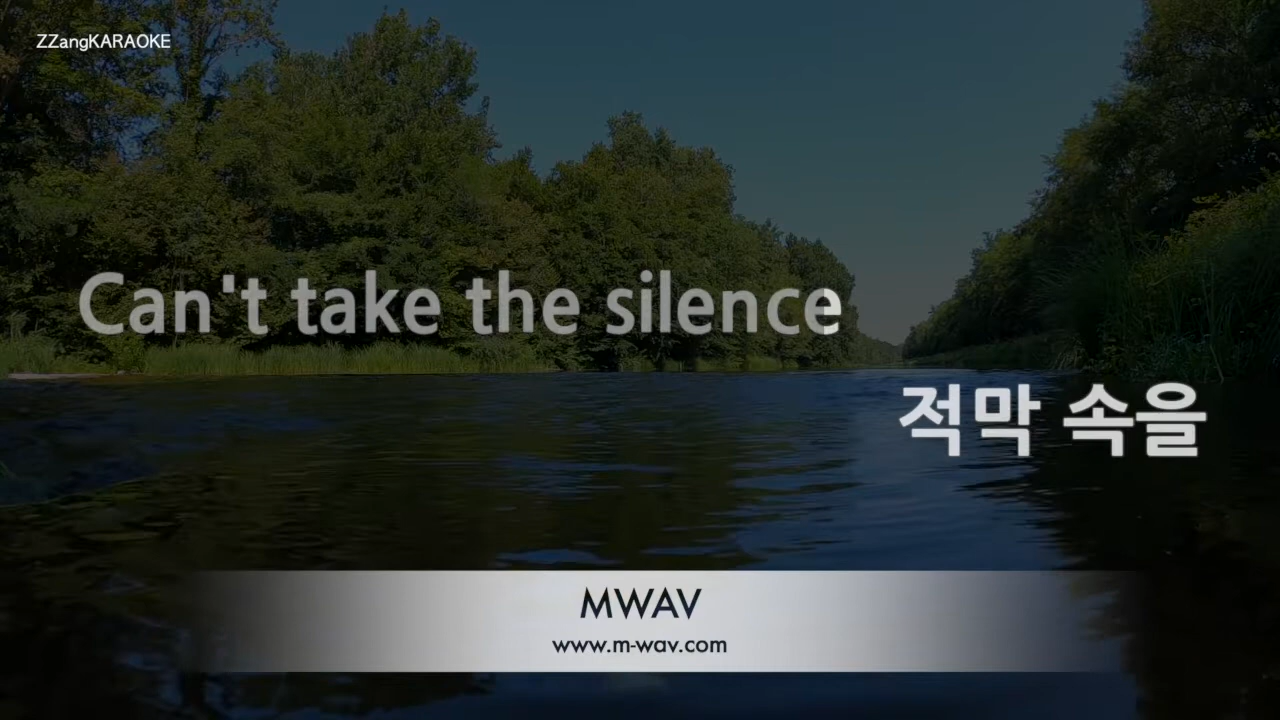 ZZangKARAOKE
Can't take the silence
적막 속을
MWAV
www.m-wav.com